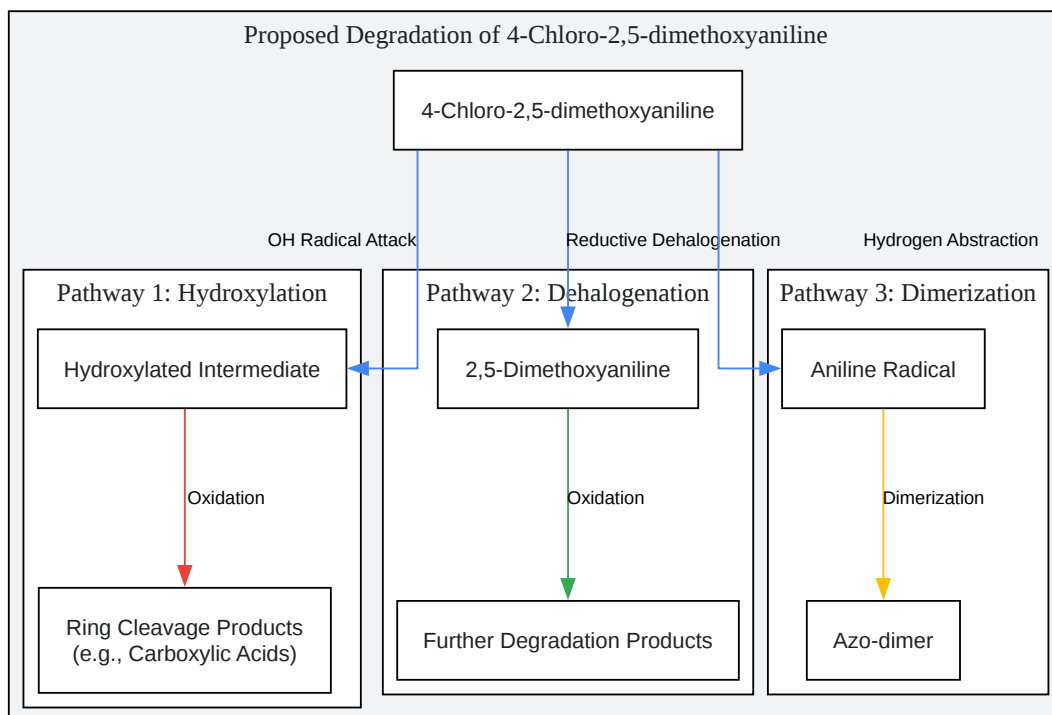 Proposed Degradation of 4-Chloro-2,5-dimethoxyaniline
4-Chloro-2,5-dimethoxyaniline
OH Radical Attack
Reductive Dehalogenation
Hydrogen Abstraction
Pathway 1: Hydroxylation
Pathway 2: Dehalogenation
Pathway 3: Dimerization
Hydroxylated Intermediate
2,5-Dimethoxyaniline
Aniline Radical
Oxidation
Oxidation
Dimerization
Ring Cleavage Products
(e.g., Carboxylic Acids)
Further Degradation Products
Azo-dimer